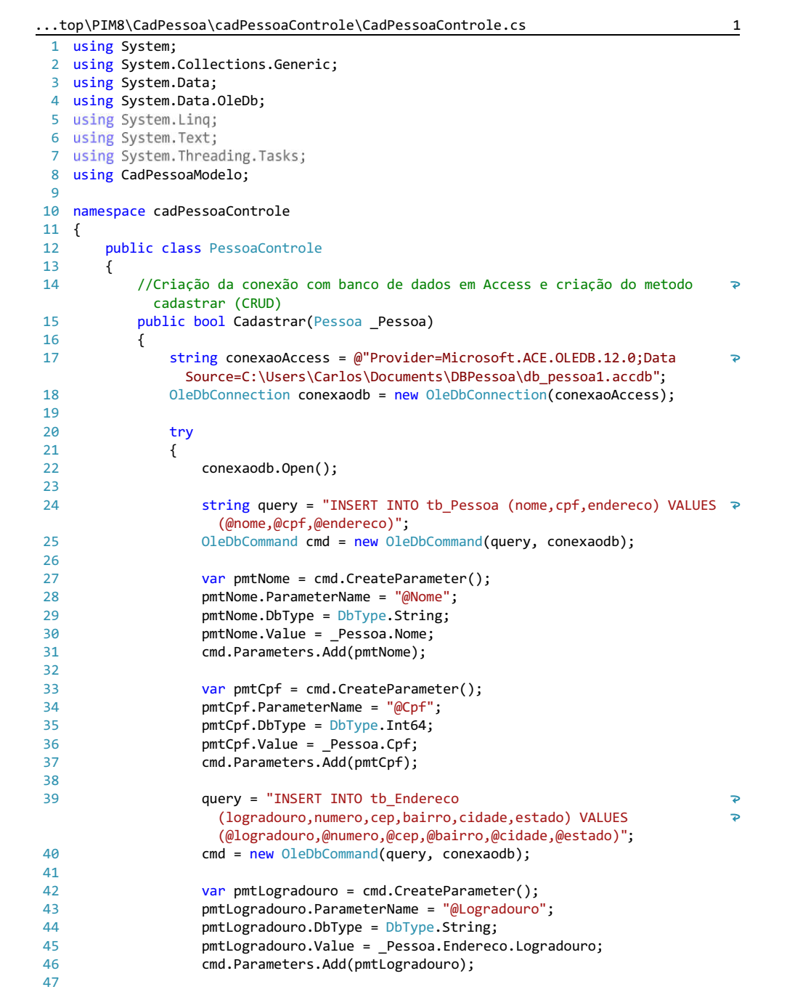 ...top\PIM8\CadPessoa\cadPessoaControle\CadPessoaControle.cs 1
1 using System;
2 using System.Collections.Generic;
3 using System.Data;
4 using System.Data.OleDb;
5 using System.Linq;
6 using System.Text;
7 using System.Threading.Tasks;
8 using CadPessoaModelo;
9
10 namespace cadPessoaControle
11 {
12 public class PessoaControle
13 {
14 //Criação da conexão com banco de dados em Access e criação do metodo
cadastrar (CRUD)
15 public bool Cadastrar(Pessoa _Pessoa)
16 {
17 string conexaoAccess = @"Provider=Microsoft.ACE.OLEDB.12.0;Data
Source=C:\Users\Carlos\Documents\DBPessoa\db_pessoa1.accdb";
18 OleDbConnection conexaodb = new OleDbConnection(conexaoAccess);
19
20 try
21 {
22 conexaodb.Open();
23
24 string query = "INSERT INTO tb_Pessoa (nome,cpf,endereco) VALUES
(@nome,@cpf,@endereco)";
25 OleDbCommand cmd = new OleDbCommand(query, conexaodb);
26
27 var pmtNome = cmd.CreateParameter();
28 pmtNome.ParameterName = "@Nome";
29 pmtNome.DbType = DbType.String;
30 pmtNome.Value = _Pessoa.Nome;
31 cmd.Parameters.Add(pmtNome);
32
33 var pmtCpf = cmd.CreateParameter();
34 pmtCpf.ParameterName = "@Cpf";
35 pmtCpf.DbType = DbType.Int64;
36 pmtCpf.Value = _Pessoa.Cpf;
37 cmd.Parameters.Add(pmtCpf);
38
39 query = "INSERT INTO tb_Endereco
(logradouro,numero,cep,bairro,cidade,estado) VALUES
(@logradouro,@numero,@cep,@bairro,@cidade,@estado)";
40 cmd = new OleDbCommand(query, conexaodb);
41
42 var pmtLogradouro = cmd.CreateParameter();
43 pmtLogradouro.ParameterName = "@Logradouro";
44 pmtLogradouro.DbType = DbType.String;
45 pmtLogradouro.Value = _Pessoa.Endereco.Logradouro;
46 cmd.Parameters.Add(pmtLogradouro);
47